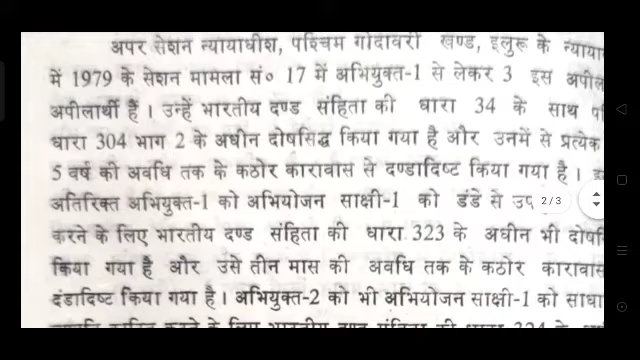 अपर सेशन न्यायाधीश, पश्चिम गोदावरी खण्ड, इलुरू के
में 1979 के सेशन मामला सं० 17 में अभियुक्त-1 से लेकर 3 इस
अपीलार्थी हैं। उन्हें भारतीय दण्ड संहिता की धारा 34 के साथ
धारा 304 भाग 2 के अधीन दोषसिद्ध किया गया है और उनमें से प्रत्येक
5 वर्ष की अवधि तक के कठोर कारावास से दण्डादिष्ट किया गया है।
अतिरिक्त अभियुक्त-1 को अभियोजन साक्षी-1 को डंडे से 2/3
करने के लिए भारतीय दण्ड संहिता की धारा 323 के अधीन भी
किया गया है और उसे तीन मास की अवधि तक के कठोर कारावास
दंडादिष्ट किया गया है। अभियुक्त-2 को भी अभियोजन साक्षी-1 को